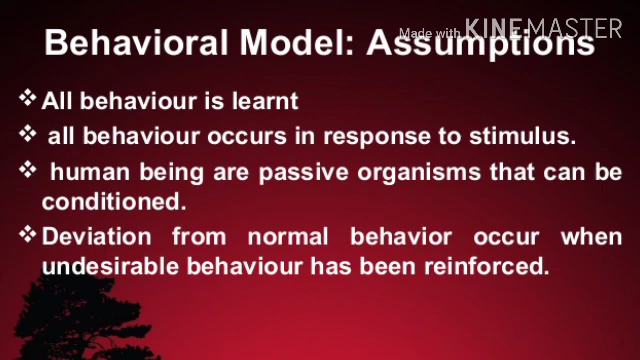 Made with KINEMASTER
Behavioral Model: Assumptions
❖ All behaviour is learnt
❖ all behaviour occurs in response to stimulus.
❖ human being are passive organisms that can be
conditioned.
❖ Deviation from normal behavior occur when
undesirable behaviour has been reinforced.